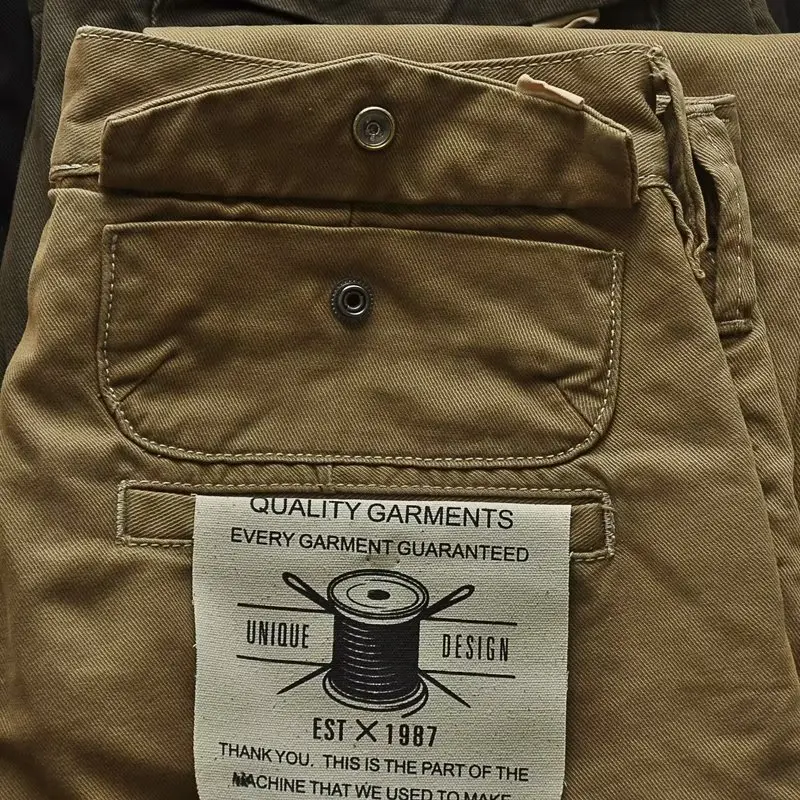 QUALITY GARMENTS
EVERY GARMENT GUARANTEED
UNIQUE DESIGN
EST X 1987
THANK YOU. THIS IS THE PART OF THE
MACHINE THAT WE USED TO MAKE